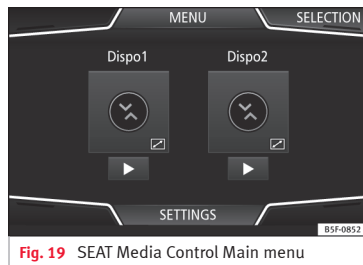 MENU SELECTION
Dispo1 Dispo2
SETTINGS
B5F-0852
Fig. 19 SEAT Media Control Main menu